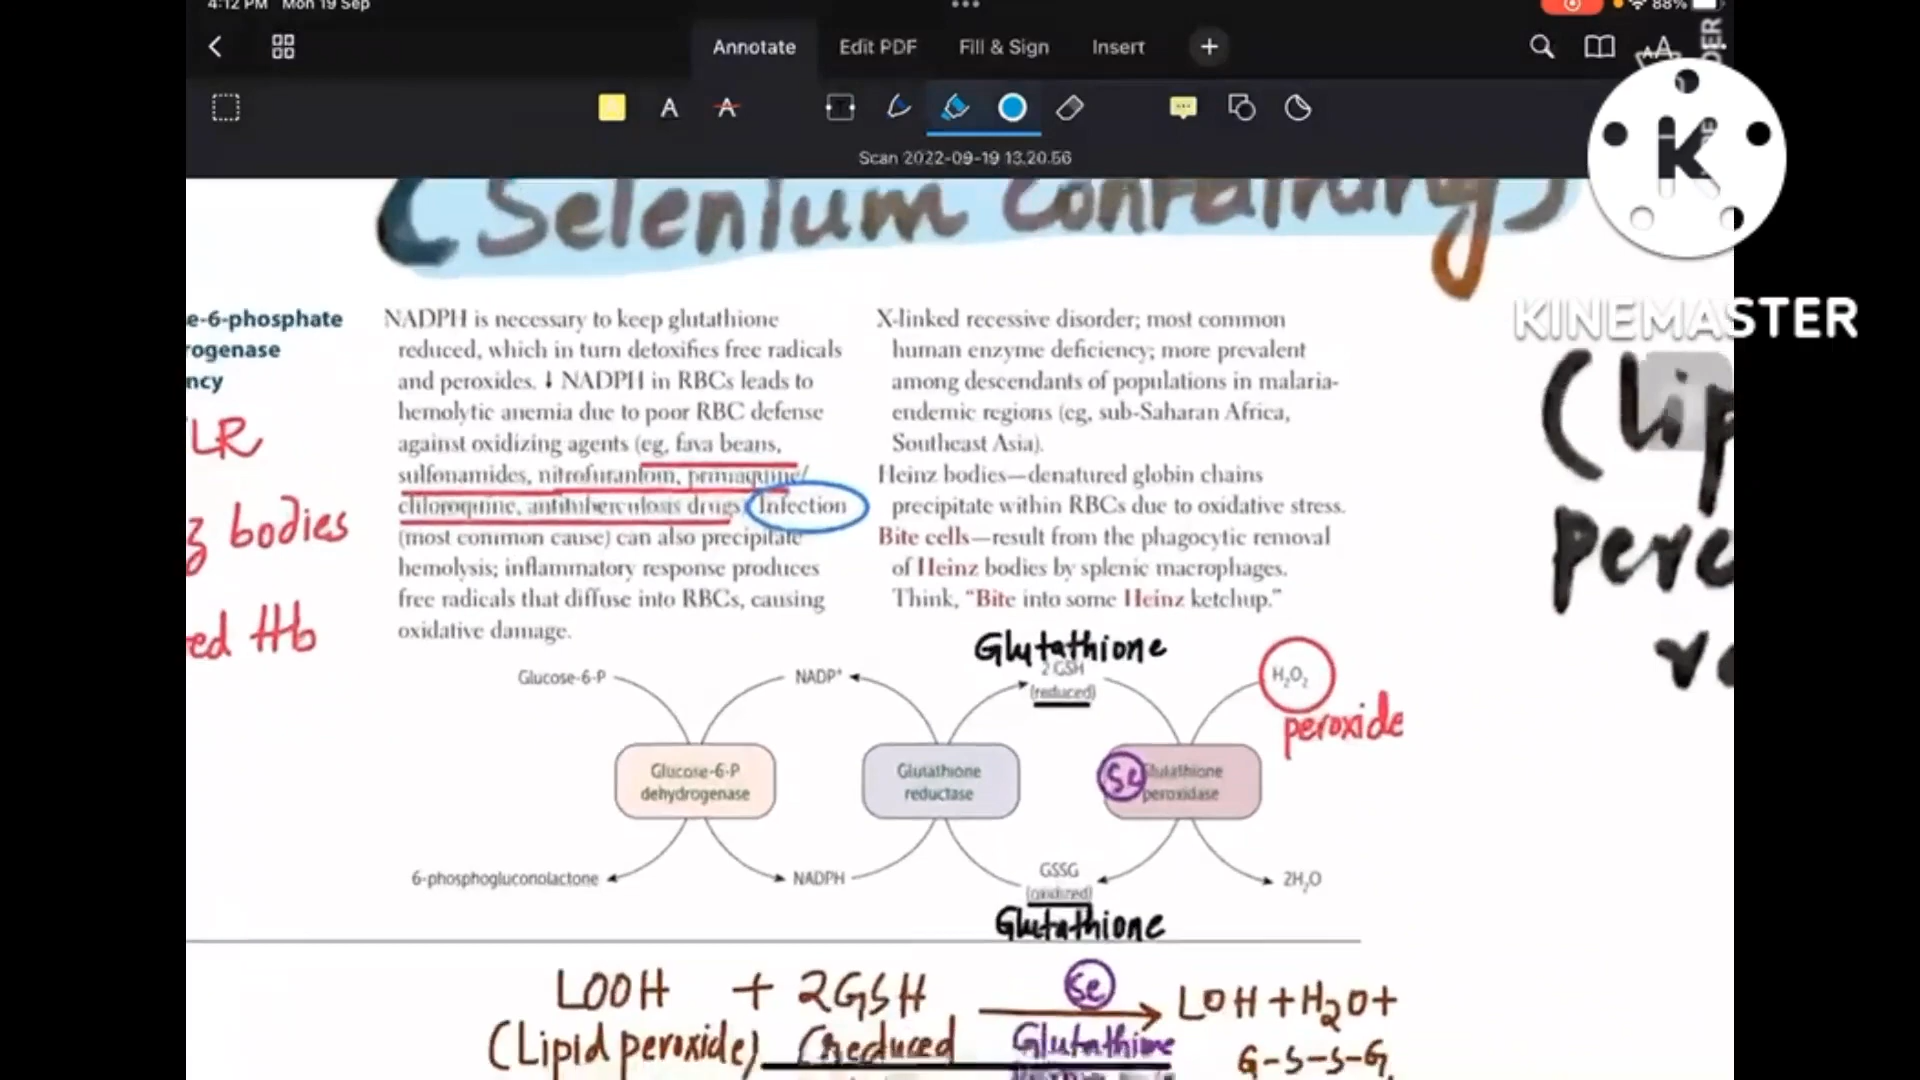 4:12 PM Mon 19 Sep
88%
Annotate Edit PDF Fill & Sign Insert +
A A
Scan 2022-09-19 13.20.56
K
KINEMASTER
(Selenium Containing)
e-6-phosphate
rogenase
ncy
LR
bodies
ed Hb
NADPH is necessary to keep glutathione
reduced, which in turn detoxifies free radicals
and peroxides. ↓ NADPH in RBCs leads to
hemolytic anemia due to poor RBC defense
against oxidizing agents (eg, fava beans,
sulfonamides, nitrofurantoin, primaquine/
chloroquine, antituberculosis drugs). Infection
(most common cause) can also precipitate
hemolysis; inflammatory response produces
free radicals that diffuse into RBCs, causing
oxidative damage.
X-linked recessive disorder; most common
human enzyme deficiency; more prevalent
among descendants of populations in malaria-
endemic regions (eg, sub-Saharan Africa,
Southeast Asia).
Heinz bodies—denatured globin chains
precipitate within RBCs due to oxidative stress.
Bite cells—result from the phagocytic removal
of Heinz bodies by splenic macrophages.
Think, “Bite into some Heinz ketchup.”
(Lip
pero
Glutathione
Glucose-6-P NADP+ 2 GSH H2O2
(reduced)
peroxide
Glucose-6-P
dehydrogenase
Glutathione
reductase
Se
Glutathione
peroxidase
6-phosphogluconolactone NADPH GSSG 2H2O
(oxidized)
Glutathione
LOOH + 2GSH Se LOH + H2O +
(Lipid peroxide) (reduced Glutathione G-S-S-G